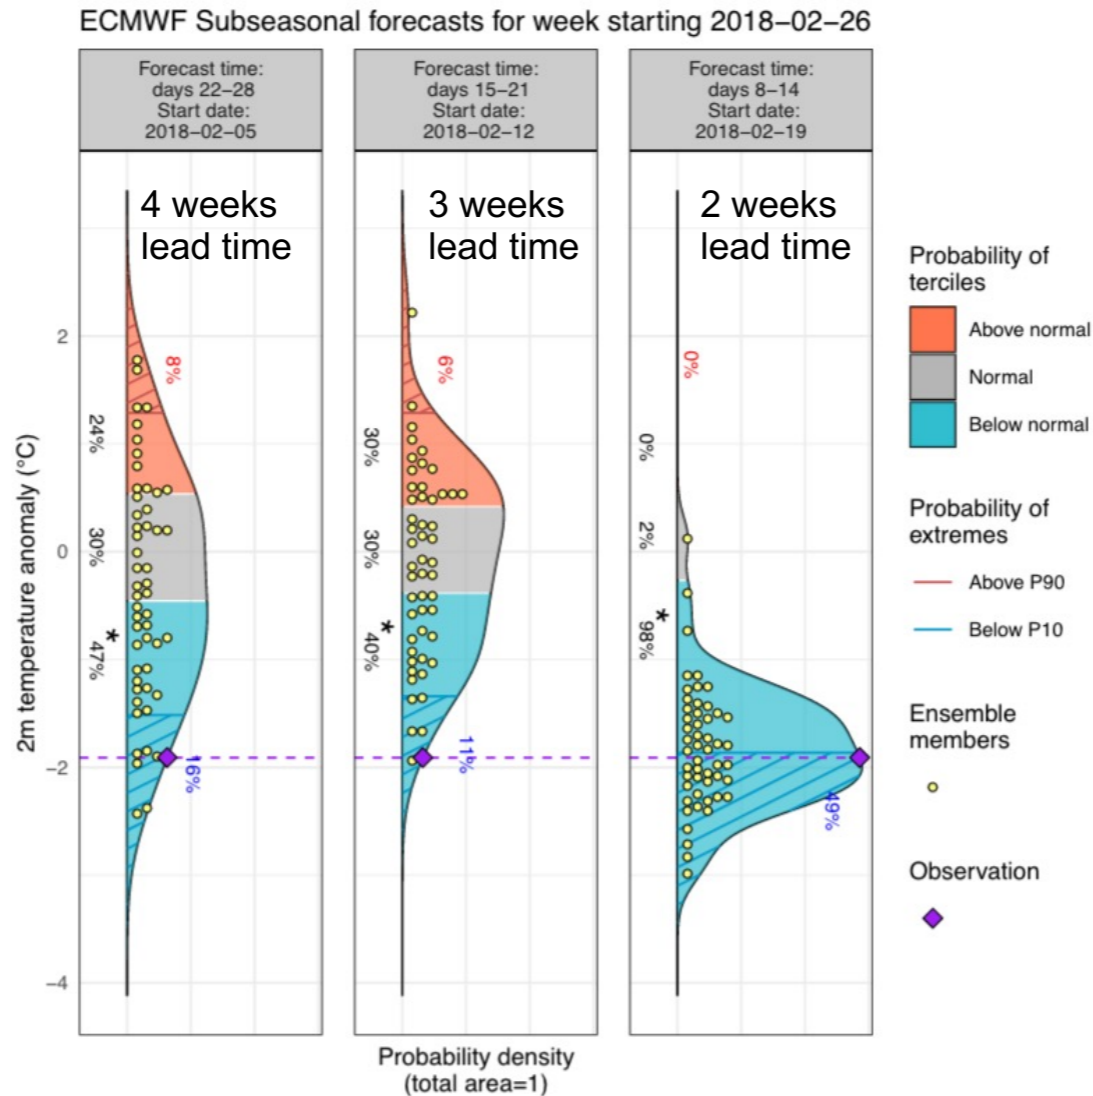 ECMWF Subseasonal forecasts for week starting 2018−02−26
Forecast time:
days 22−28
Start date:
2018−02−05
Forecast time:
days 15−21
Start date:
2018−02−12
Forecast time:
days 8−14
Start date:
2018−02−19
4 weeks
lead time
3 weeks
lead time
2 weeks
lead time
2m temperature anomaly (°C)
2
0
−2
−4
8%
24%
30%
*
47%
16%
6%
30%
30%
*
40%
11%
0%
0%
2%
*
98%
49%
Probability density
(total area=1)
Probability of
terciles
Above normal
Normal
Below normal
Probability of
extremes
Above P90
Below P10
Ensemble
members
Observation